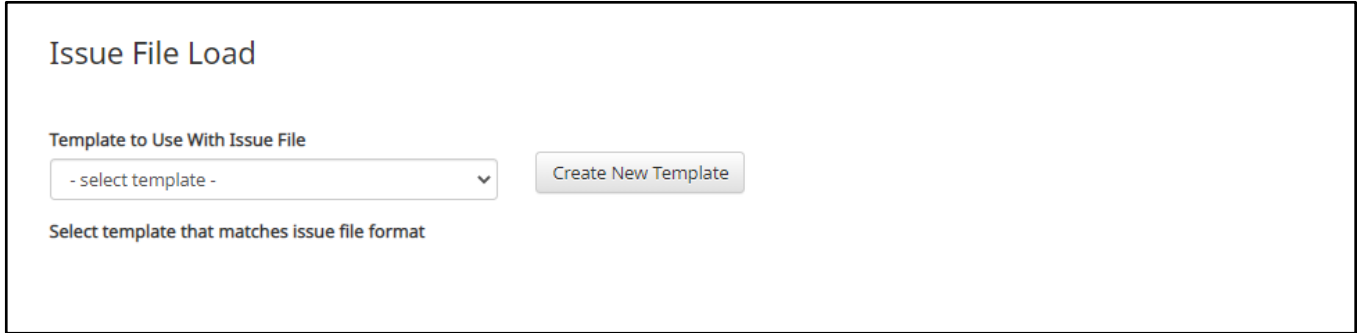 Issue File Load
Template to Use With Issue File
- select template -
Create New Template
Select template that matches issue file format